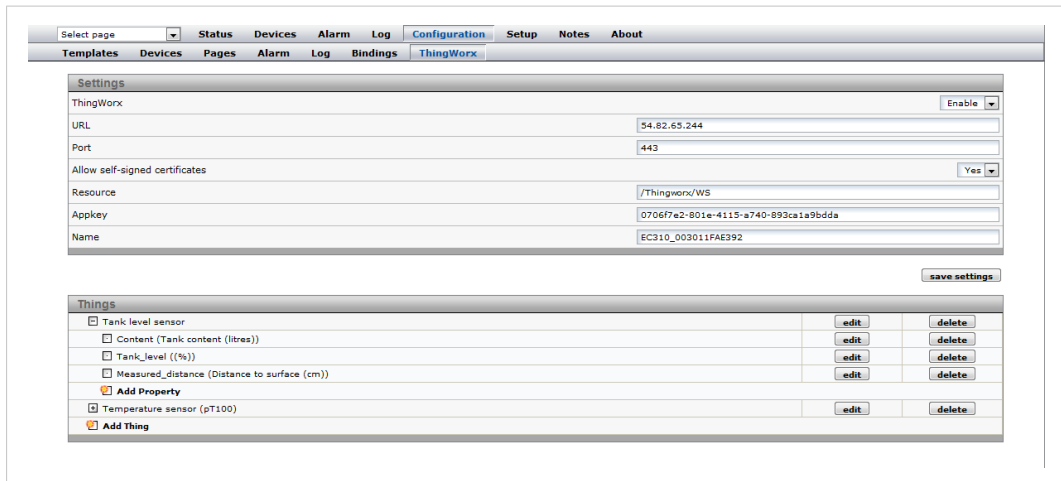 Select page Status Devices Alarm Log Configuration Setup Notes About
Templates Devices Pages Alarm Log Bindings ThingWorx
Settings
ThingWorx Enable
URL 54.82.65.244
Port 443
Allow self-signed certificates Yes
Resource /Thingworx/WS
Appkey 0706f7e2-801e-4115-a740-893ca1a9bdda
Name EC310_003011FAE392
save settings
Things
Tank level sensor edit delete
Content (Tank content (litres)) edit delete
Tank_level ((%)) edit delete
Measured_distance (Distance to surface (cm)) edit delete
Add Property
Temperature sensor (pT100) edit delete
Add Thing